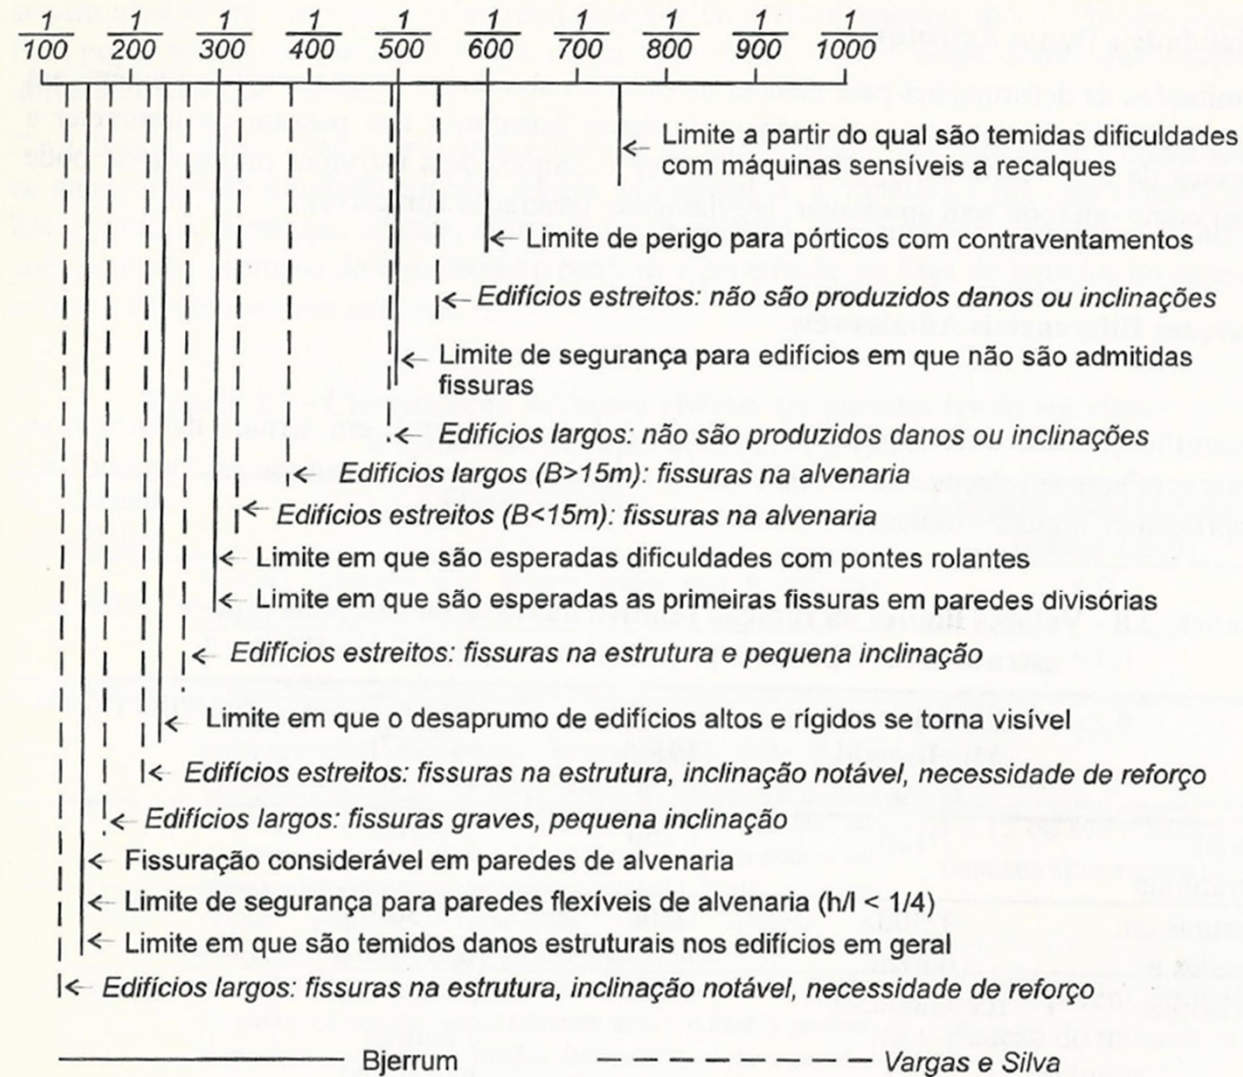 1 1 1 1 1 1 1 1 1 1
100 200 300 400 500 600 700 800 900 1000
Limite a partir do qual são temidas dificuldades
com máquinas sensíveis a recalques
Limite de perigo para pórticos com contraventamentos
Edifícios estreitos: não são produzidos danos ou inclinações
Limite de segurança para edifícios em que não são admitidas
fissuras
Edifícios largos: não são produzidos danos ou inclinações
Edifícios largos (B>15m): fissuras na alvenaria
Edifícios estreitos (B<15m): fissuras na alvenaria
Limite em que são esperadas dificuldades com pontes rolantes
Limite em que são esperadas as primeiras fissuras em paredes divisórias
Edifícios estreitos: fissuras na estrutura e pequena inclinação
Limite em que o desaprumo de edifícios altos e rígidos se torna visível
Edifícios estreitos: fissuras na estrutura, inclinação notável, necessidade de reforço
Edifícios largos: fissuras graves, pequena inclinação
Fissuração considerável em paredes de alvenaria
Limite de segurança para paredes flexíveis de alvenaria (h/l < 1/4)
Limite em que são temidos danos estruturais nos edifícios em geral
Edifícios largos: fissuras na estrutura, inclinação notável, necessidade de reforço
Bjerrum Vargas e Silva